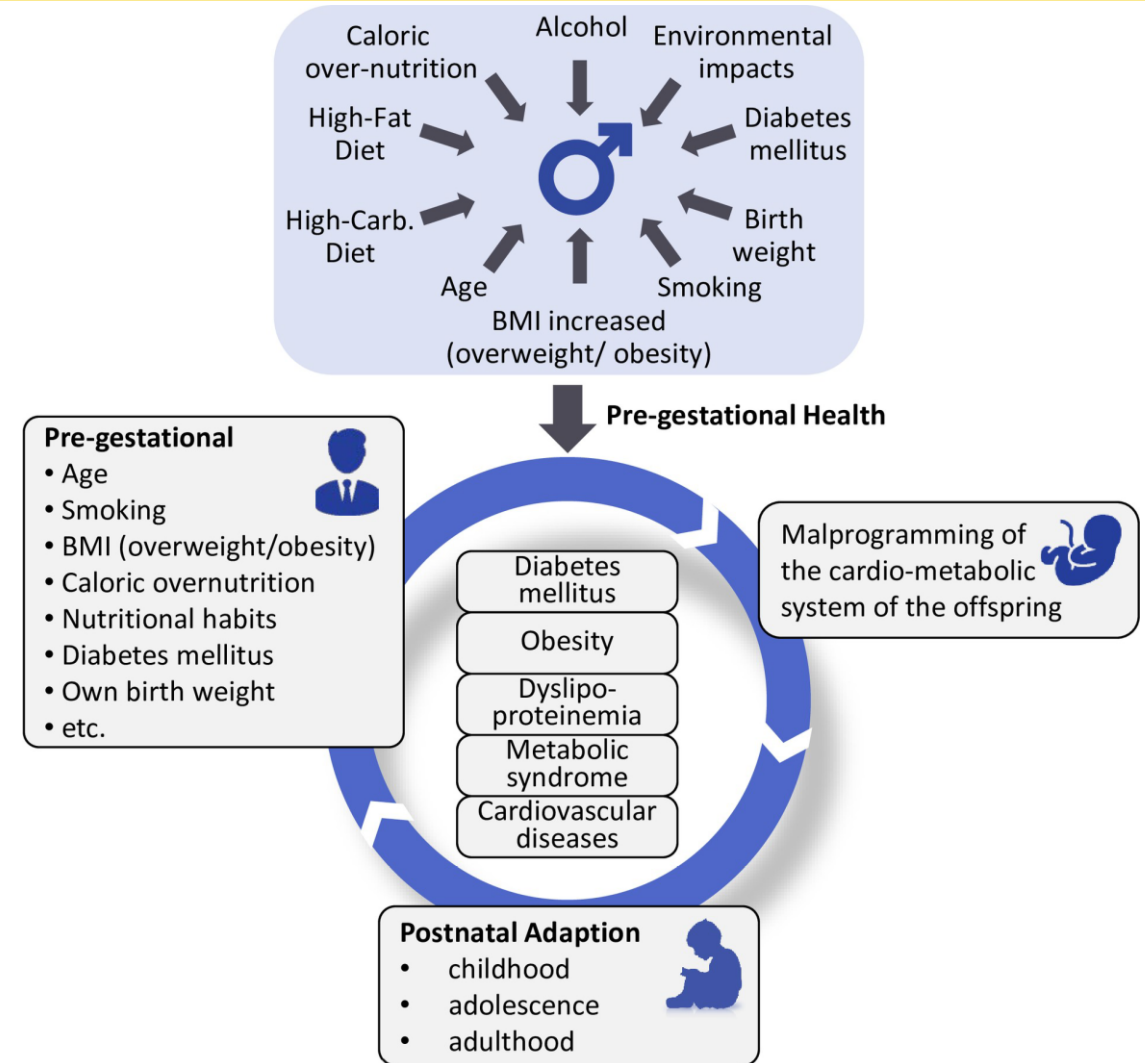 Alcohol
Caloric
over-nutrition
Environmental
impacts
High-Fat
Diet
Diabetes
mellitus
High-Carb.
Diet
Birth
weight
Age
Smoking
BMI increased
(overweight/ obesity)
Pre-gestational Health
Pre-gestational
• Age
• Smoking
• BMI (overweight/obesity)
• Caloric overnutrition
• Nutritional habits
• Diabetes mellitus
• Own birth weight
• etc.
Malprogramming of
the cardio-metabolic
system of the offspring
Diabetes
mellitus
Obesity
Dyslipo-
proteinemia
Metabolic
syndrome
Cardiovascular
diseases
Postnatal Adaption
• childhood
• adolescence
• adulthood